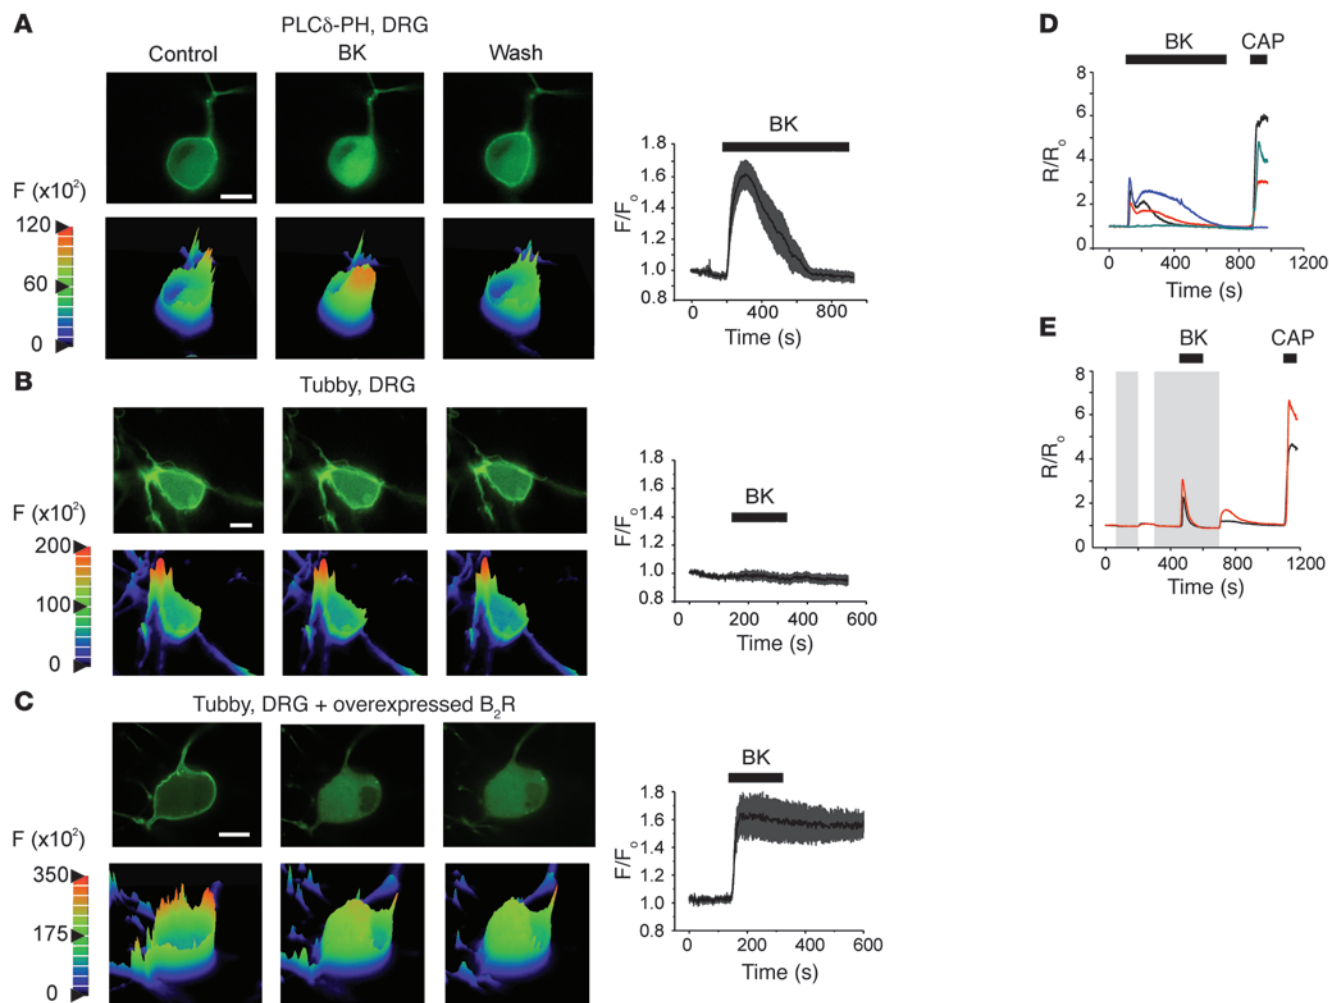 A
PLCδ-PH, DRG
Control BK Wash
F (x10²)
120
60
0
BK
F/Fo
1.8
1.6
1.4
1.2
1.0
0.8
0 400 800
Time (s)
B
Tubby, DRG
F (x10²)
200
100
0
BK
F/Fo
1.8
1.6
1.4
1.2
1.0
0.8
0 200 400 600
Time (s)
C
Tubby, DRG + overexpressed B₂R
F (x10²)
350
175
0
BK
F/Fo
1.8
1.6
1.4
1.2
1.0
0.8
0 200 400 600
Time (s)
D
BK CAP
R/Ro
8
6
4
2
0
0 400 800 1200
Time (s)
E
BK CAP
R/Ro
8
6
4
2
0
0 400 800 1200
Time (s)